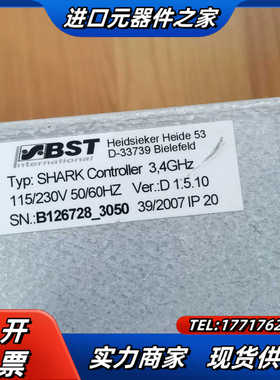 进口元器件之家
BST
international
Heidsieker Heide 53
D-33739 Bielefeld
Typ: SHARK Controller 3,4GHz
115/230V 50/60HZ Ver.:D 1.5.10
SN.:B126728_3050 39/2007 IP 20
开
票
TEL:1771762
实力商家 现货